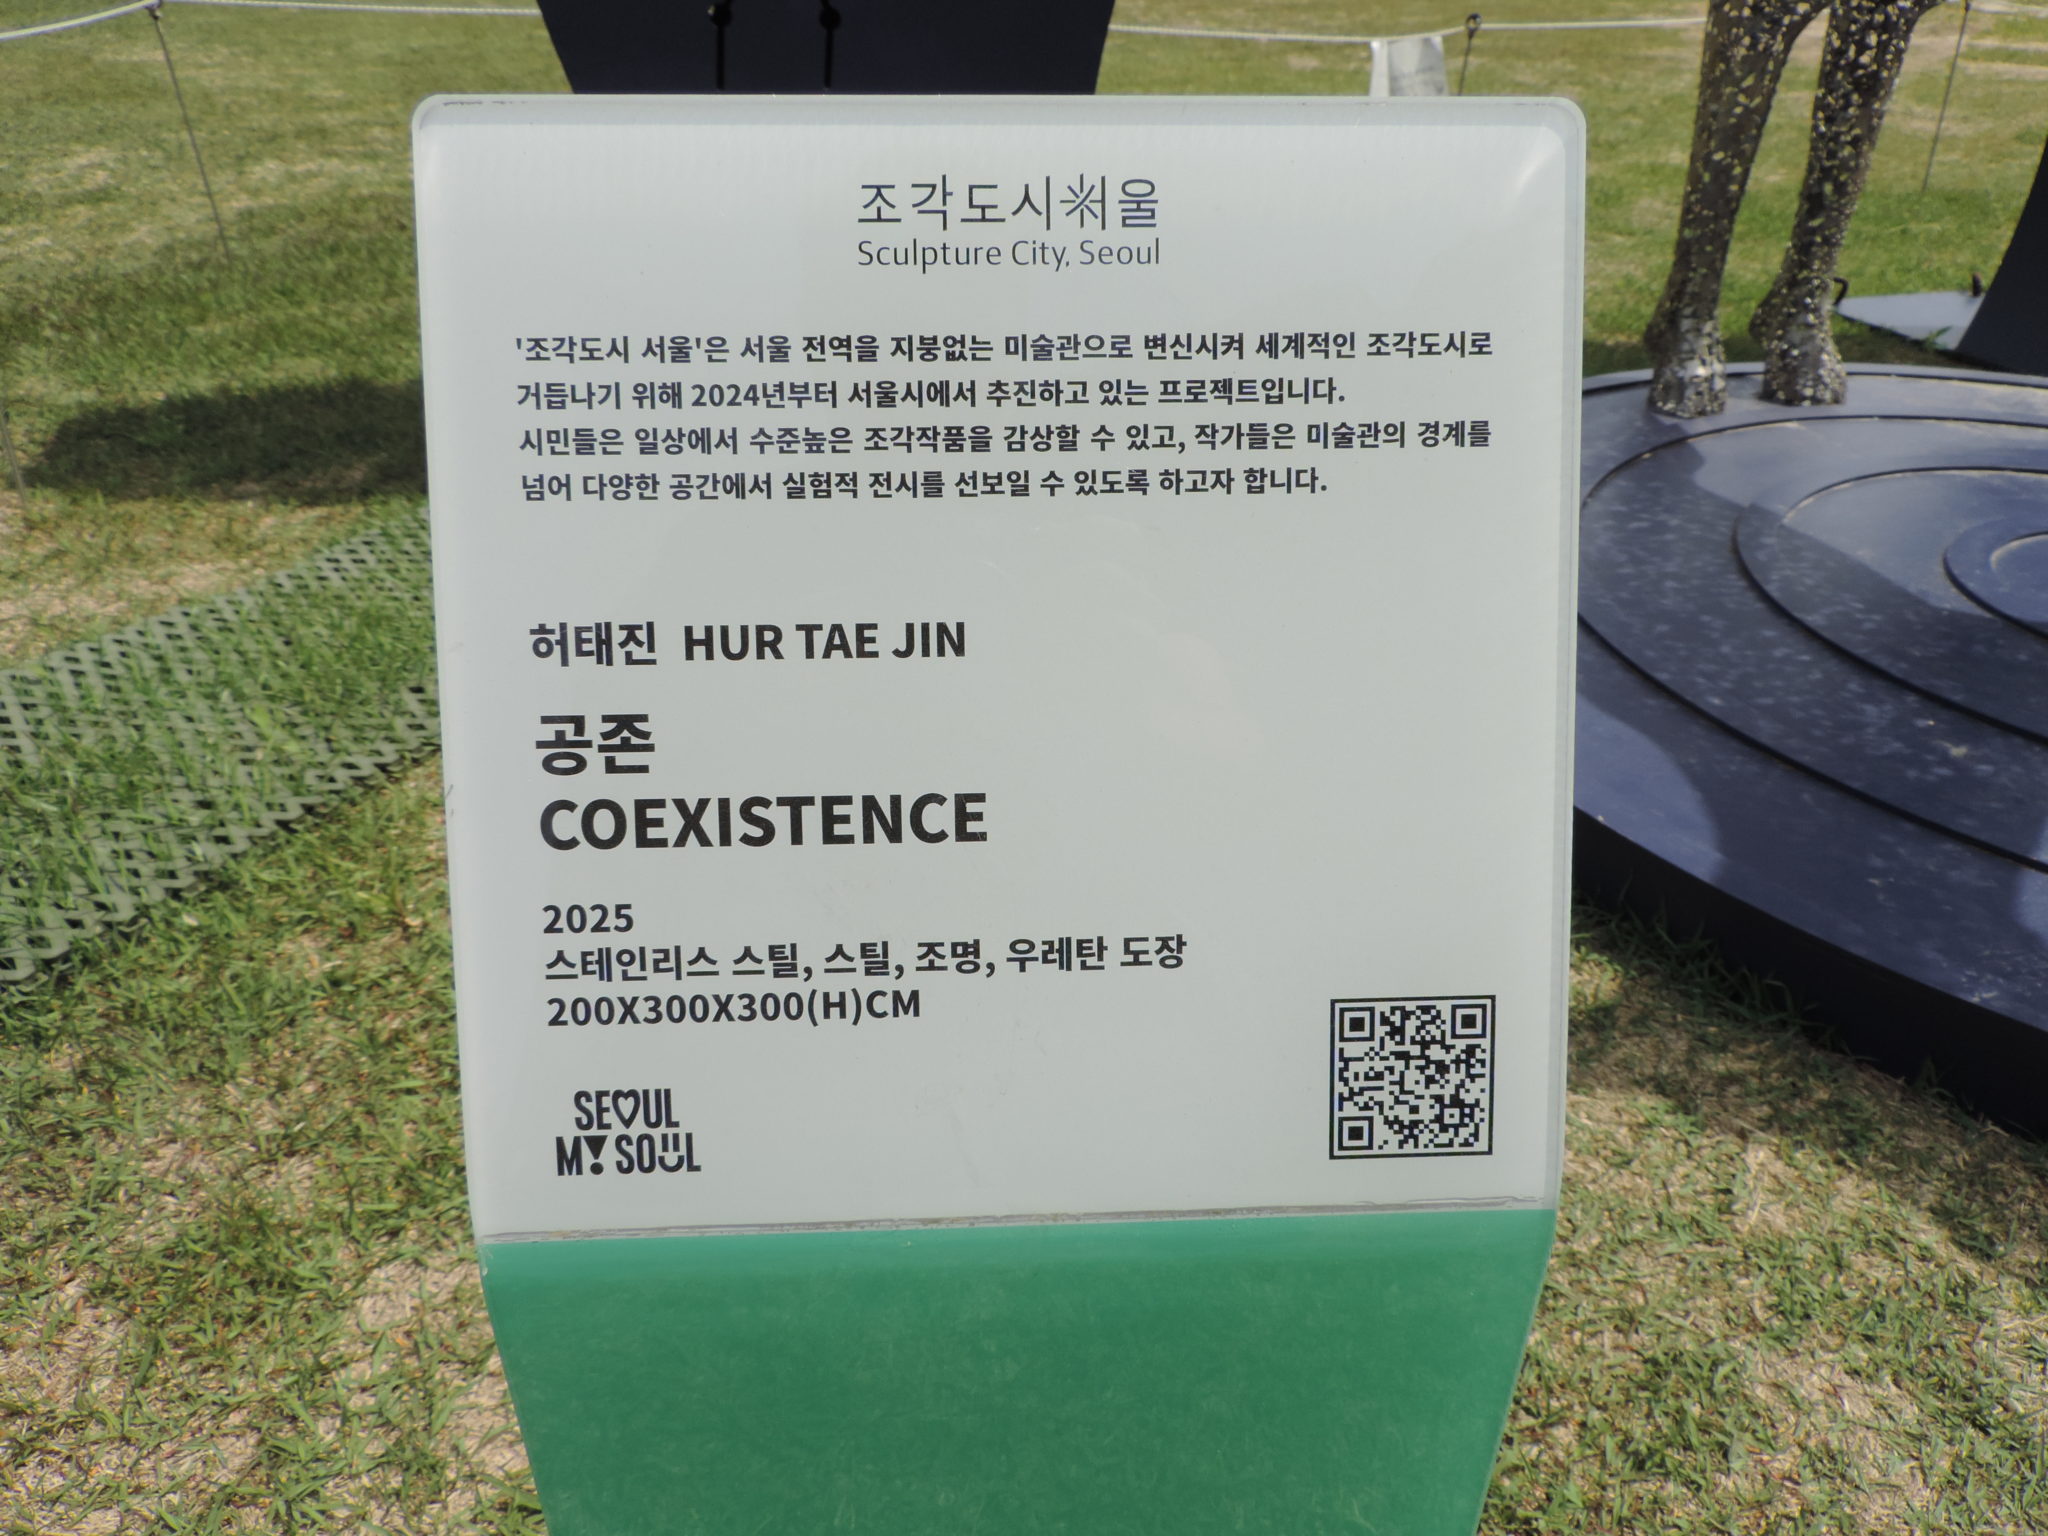 조각도시서울
Sculpture City, Seoul
'조각도시 서울'은 서울 전역을 지붕없는 미술관으로 변신시켜 세계적인 조각도시로
거듭나기 위해 2024년부터 서울시에서 추진하고 있는 프로젝트입니다.
시민들은 일상에서 수준높은 조각작품을 감상할 수 있고, 작가들은 미술관의 경계를
넘어 다양한 공간에서 실험적 전시를 선보일 수 있도록 하고자 합니다.
허태진 HUR TAE JIN
공존
COEXISTENCE
2025
스테인리스 스틸, 스틸, 조명, 우레탄 도장
200X300X300(H)CM
SEOUL
MY SOUL